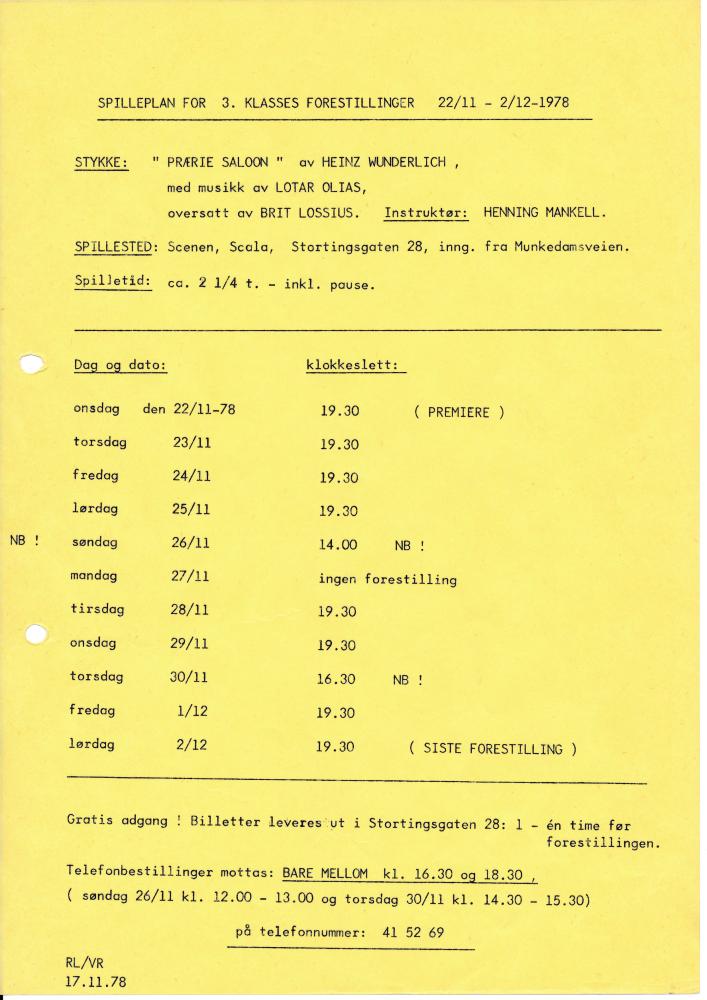 SPILLEPLAN FOR 3. KLASSES FORESTILLINGER 22/11 - 2/12-1978
STYKKE: " PRÆRIE SALOON " av HEINZ WUNDERLICH ,
med musikk av LOTAR OLIAS,
oversatt av BRIT LOSSIUS. Instruktør: HENNING MANKELL.
SPILLESTED: Scenen, Scala, Stortingsgaten 28, inng. fra Munkedamsveien.
Spilletid: ca. 2 1/4 t. - inkl. pause.
Dag og dato: klokkeslett:
onsdag den 22/11-78 19.30 ( PREMIERE )
torsdag 23/11 19.30
fredag 24/11 19.30
lørdag 25/11 19.30
NB ! søndag 26/11 14.00 NB !
mandag 27/11 ingen forestilling
tirsdag 28/11 19.30
onsdag 29/11 19.30
torsdag 30/11 16.30 NB !
fredag 1/12 19.30
lørdag 2/12 19.30 ( SISTE FORESTILLING )
Gratis adgang ! Billetter leveres ut i Stortingsgaten 28: 1 - én time før
forestillingen.
Telefonbestillinger mottas: BARE MELLOM kl. 16.30 og 18.30 ,
( søndag 26/11 kl. 12.00 - 13.00 og torsdag 30/11 kl. 14.30 - 15.30)
på telefonnummer: 41 52 69
RL/VR
17.11.78